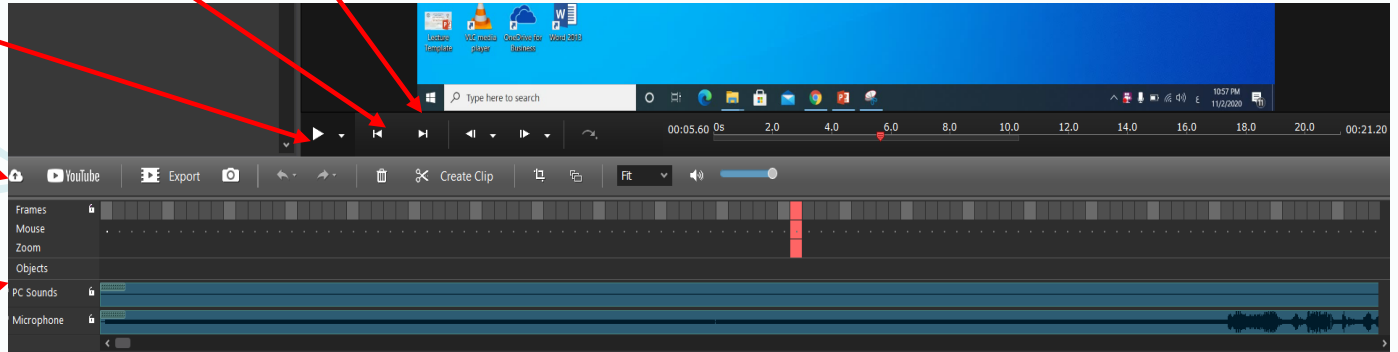 Lecture Template
VLC media player
OneDrive for Business
Word 2013
Type here to search
ع
10:57 PM
11/2/2020
00:05.60 0s 2.0 4.0 6.0 8.0 10.0 12.0 14.0 16.0 18.0 20.0 00:21.20
YouTube Export Create Clip Fit
Frames
Mouse
Zoom
Objects
PC Sounds
Microphone